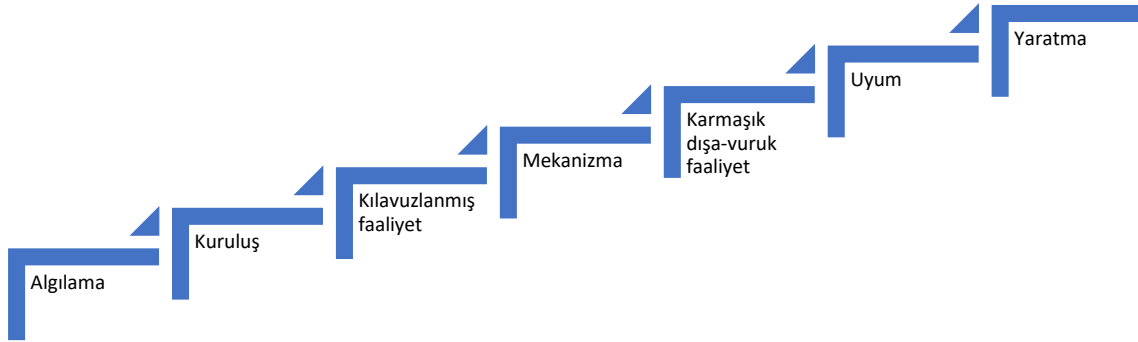 Algılama
Kuruluş
Kılavuzlanmış
faaliyet
Mekanizma
Karmaşık
dışa-vuruk
faaliyet
Uyum
Yaratma